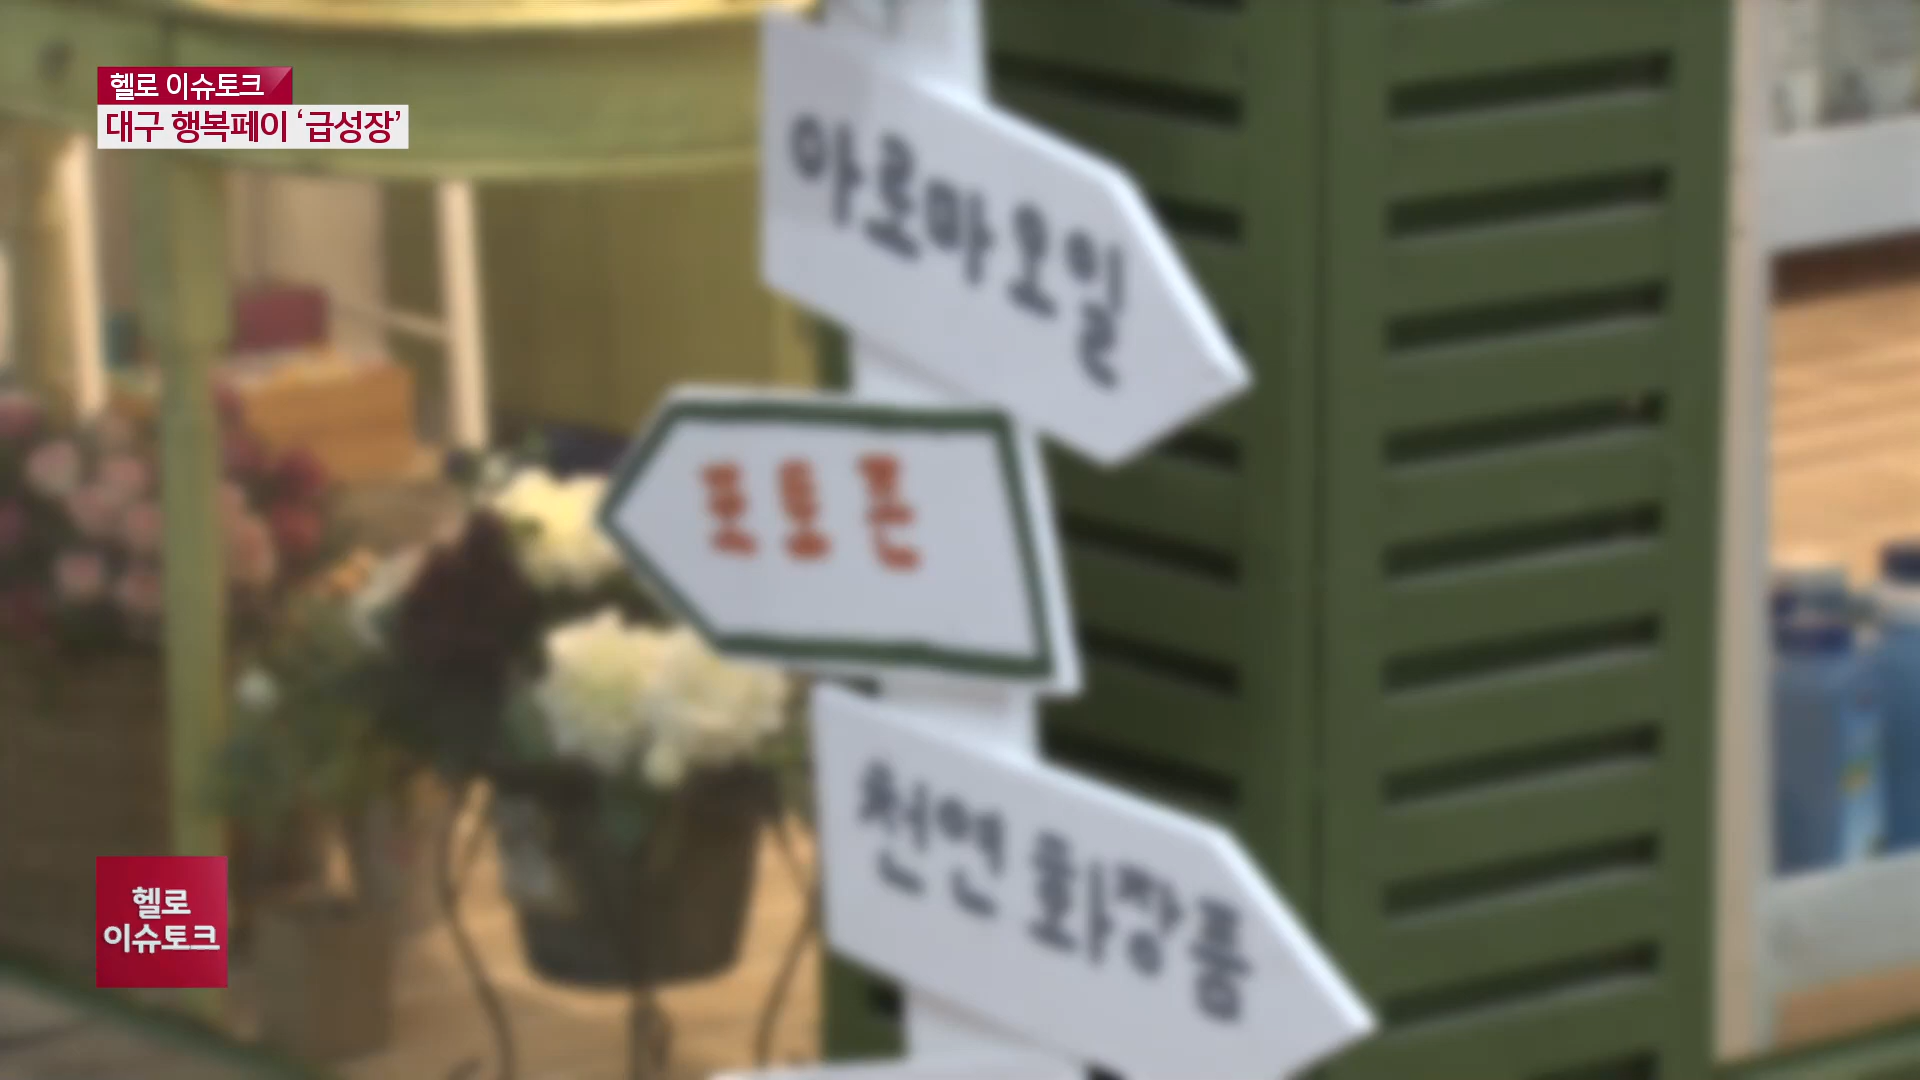 헬로 이슈토크
대구 행복페이 ‘급성장’
아로마 오일
천연 화장품
헬로
이슈토크